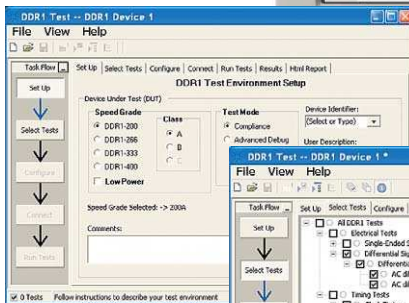 DDR1 Test -- DDR1 Device 1
File View Help
Task Flow
Set Up
Select Tests
Configure
Connect
Run Tests
Set Up Select Tests Configure Connect Run Tests Results Html Report
DDR1 Test Environment Setup
Device Under Test (DUT)
Speed Grade
DDR1-200
DDR1-266
DDR1-333
DDR1-400
Low Power
Class
A
B
C
Test Mode
Compliance
Advanced Debug
Device Identifier:
(Select or Type)
User Description:
Speed Grade Selected: -> 200A
Comments:
0 Tests Follow instructions to describe your test environment
DDR1 Test -- DDR1 Device 1 *
File View Help
Task Flow
Set Up
Select Tests
Set Up Select Tests Configure
All DDR1 Tests
Electrical Tests
Single-Ended S
Differential Sig
Differentia
AC d
AC di
Timing Tests